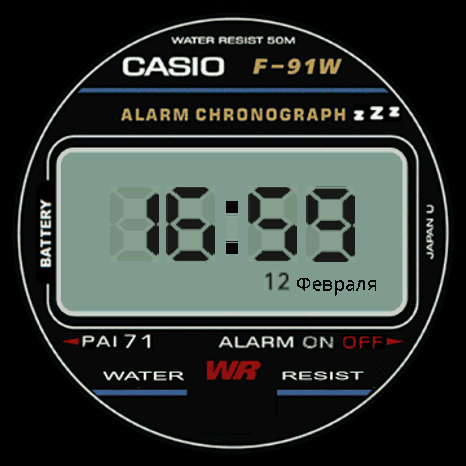 WATER RESIST 50M
CASIO F-91W
ALARM CHRONOGRAPH zZz
BATTERY
16:59
12 Февраля
JAPAN U
PAI 71 ALARM ON OFF
WATER WR RESIST